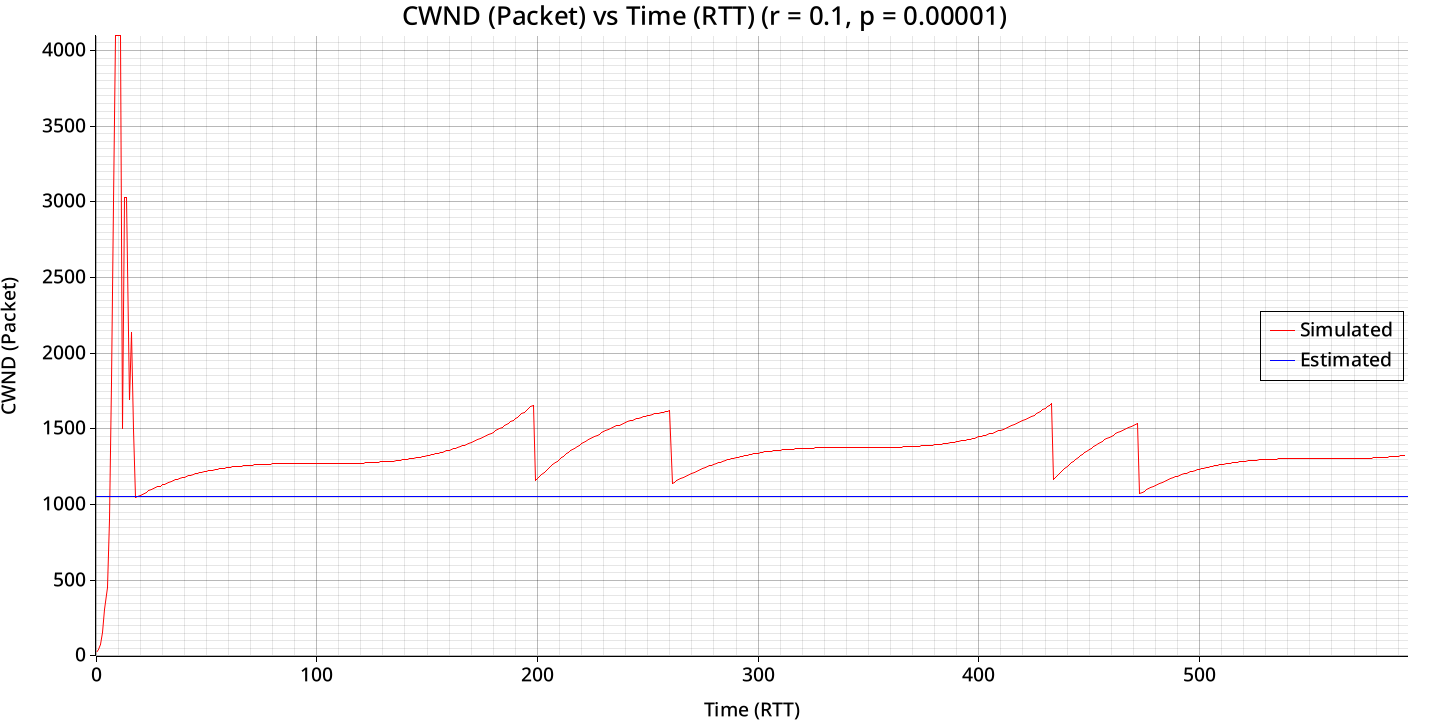 CWND (Packet) vs Time (RTT) (r = 0.1, p = 0.00001)
CWND (Packet)
4000
3500
3000
2500
2000
1500
1000
500
0
Simulated
Estimated
0 100 200 300 400 500
Time (RTT)